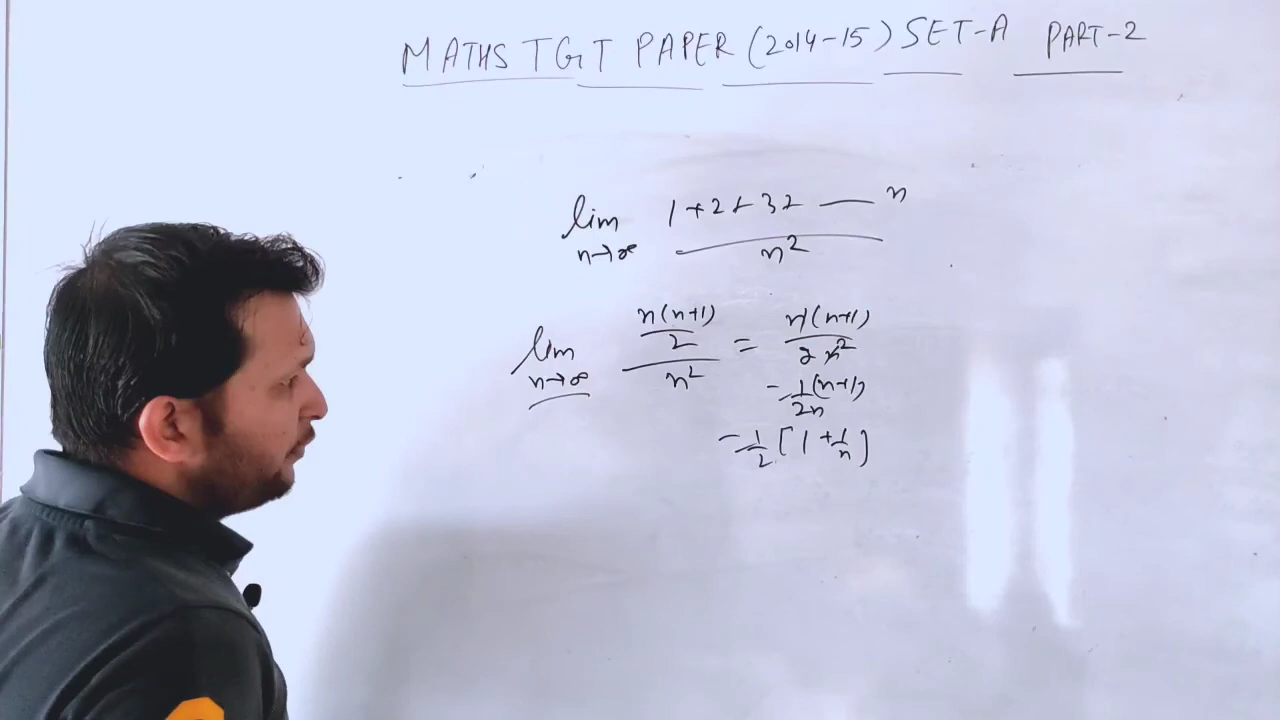 MATHS TGT PAPER (2014-15) SET-A PART-2
lim n→∞ 1+2+3+ — n / n²
lim n→∞ n(n+1)/2 / n² = n(n+1) / 2n²
= 1/2n (n+1)
= 1/2 [1 + 1/n]